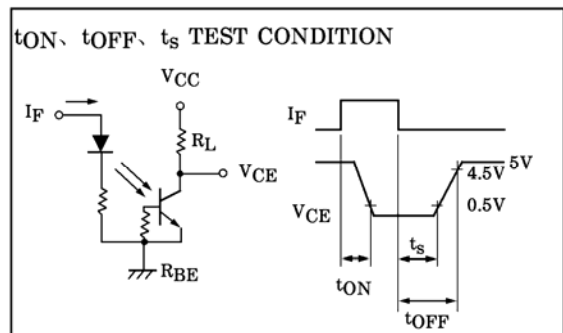 tON、tOFF、ts TEST CONDITION
VCC
IF
RL
VCE
RBE
IF
5V
4.5V
VCE
0.5V
ts
tON
tOFF